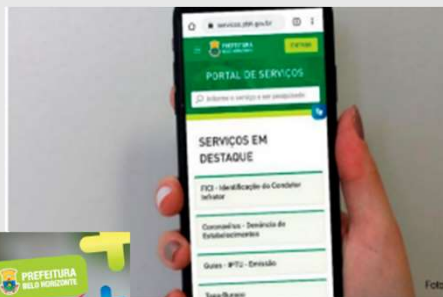 servicos.pbh.gov.br
PREFEITURA
BELO HORIZONTE
ENTRAR
PORTAL DE SERVIÇOS
Informe o serviço a ser pesquisado
SERVIÇOS EM
DESTAQUE
FICI - Identificação do Condutor
Infrator
Coronavírus - Denúncia de
Estabelecimentos
Guias - IPTU - Emissão
PREFEITURA
BELO HORIZONTE
Foto